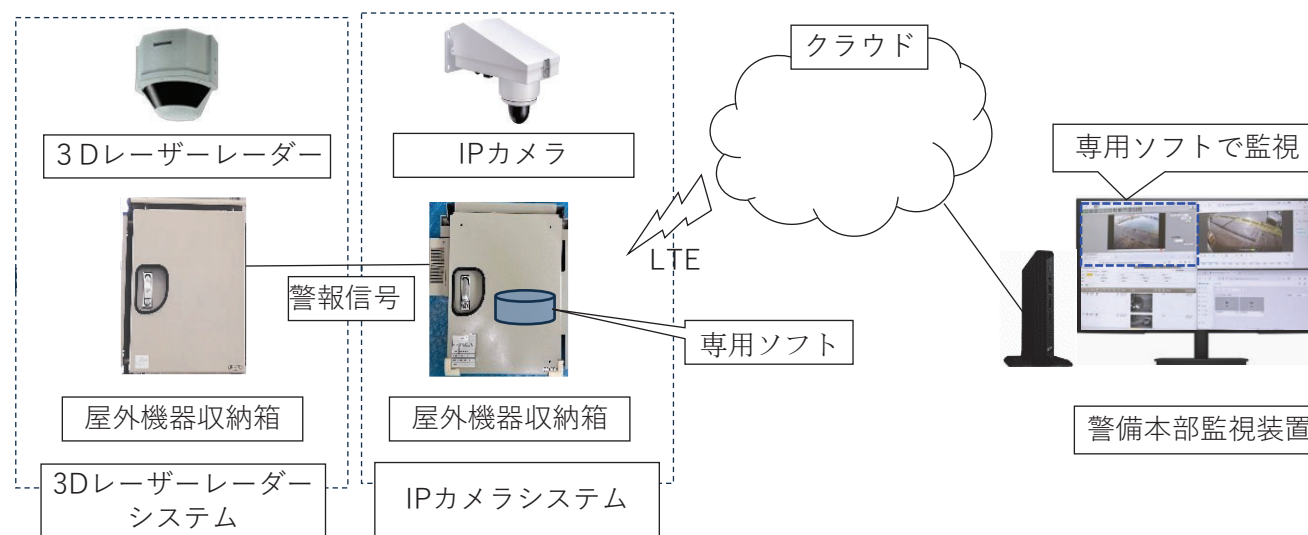 クラウド
３Dレーザーレーダー
IPカメラ
専用ソフトで監視
LTE
警報信号
専用ソフト
屋外機器収納箱
屋外機器収納箱
警備本部監視装置
3Dレーザーレーダー
システム
IPカメラシステム